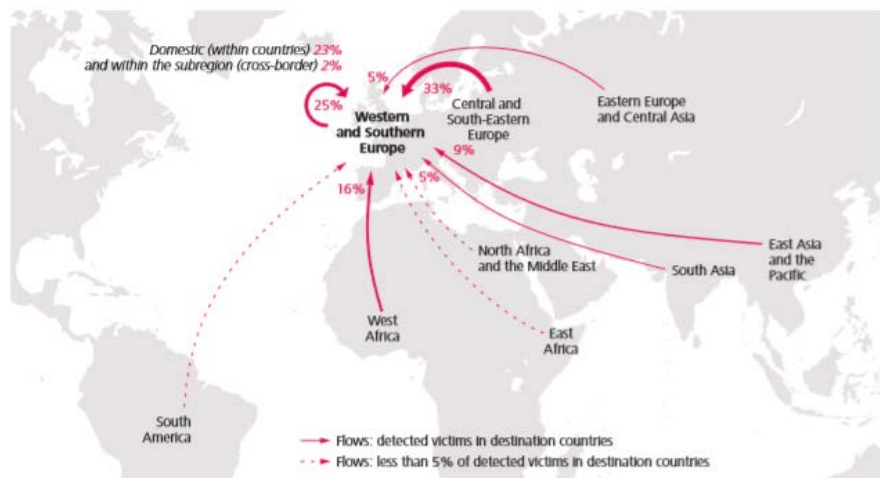 Domestic (within countries) 23%
and within the subregion (cross-border) 2%
5%
33%
25%
Western
and Southern
Europe
Central and
South-Eastern
Europe
Eastern Europe
and Central Asia
9%
5%
16%
North Africa
and the Middle East
South Asia
East Asia
and the
Pacific
West
Africa
East
Africa
South
America
Flows: detected victims in destination countries
Flows: less than 5% of detected victims in destination countries